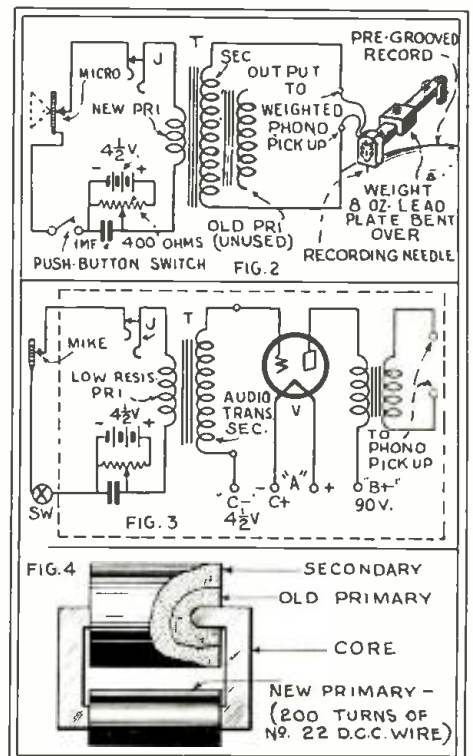 T
SEC
PRE-GROOVED
RECORD
MICRO
J
NEW PRI
OUTPUT
TO
WEIGHTED
PHONO
PICK UP
4½V.
-
+
1MF
400 OHMS
PUSH-BUTTON SWITCH
OLD PRI
(UNUSED)
WEIGHT
8 OZ. LEAD
PLATE BENT
OVER
RECORDING NEEDLE
FIG. 2
MIKE
J
T
LOW RESIS.
PRI
4½V
-
+
SW
AUDIO
TRANS.
SEC.
V
TO
PHONO
PICK UP
C-
4½V
-
C+
"A"
+
"B+"
90V.
FIG. 3
FIG. 4
SECONDARY
OLD PRIMARY
CORE
NEW PRIMARY -
(200 TURNS OF
Nº. 22 D.C.C. WIRE)